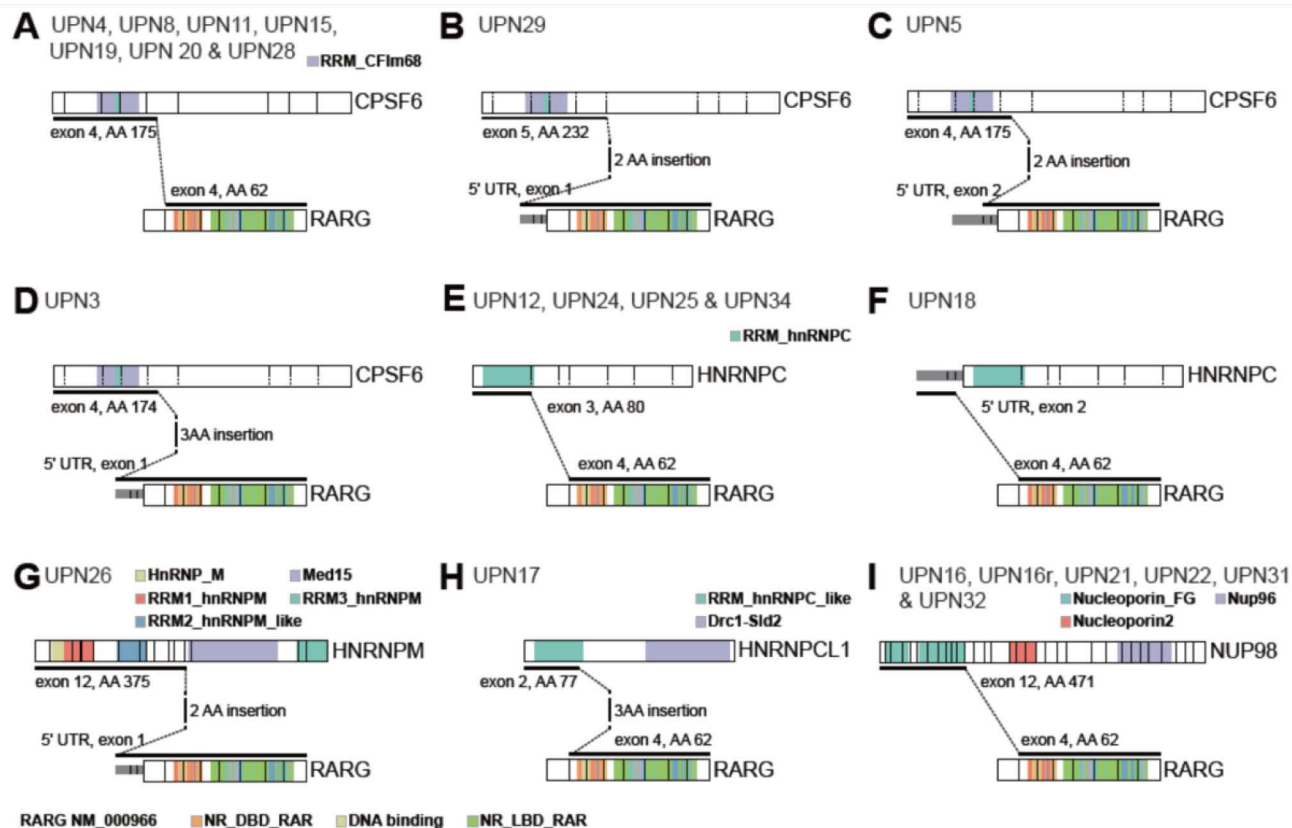 A UPN4, UPN8, UPN11, UPN15,
UPN19, UPN 20 & UPN28
RRM_CFIm68
CPSF6
exon 4, AA 175
exon 4, AA 62
RARG
B UPN29
CPSF6
exon 5, AA 232
2 AA insertion
5' UTR, exon 1
RARG
C UPN5
CPSF6
exon 4, AA 175
2 AA insertion
5' UTR, exon 2
RARG
D UPN3
CPSF6
exon 4, AA 174
3AA insertion
5' UTR, exon 1
RARG
E UPN12, UPN24, UPN25 & UPN34
RRM_hnRNPC
HNRNPC
exon 3, AA 80
exon 4, AA 62
RARG
F UPN18
HNRNPC
5' UTR, exon 2
exon 4, AA 62
RARG
G UPN26
HnRNP_M Med15
RRM1_hnRNPM RRM3_hnRNPM
RRM2_hnRNPM_like
HNRNPM
exon 12, AA 375
2 AA insertion
5' UTR, exon 1
RARG
H UPN17
RRM_hnRNPC_like
Drc1-Sld2
HNRNPCL1
exon 2, AA 77
3AA insertion
exon 4, AA 62
RARG
I UPN16, UPN16r, UPN21, UPN22, UPN31
& UPN32
Nucleoporin_FG Nup96
Nucleoporin2
NUP98
exon 12, AA 471
exon 4, AA 62
RARG
RARG NM_000966 NR_DBD_RAR DNA binding NR_LBD_RAR